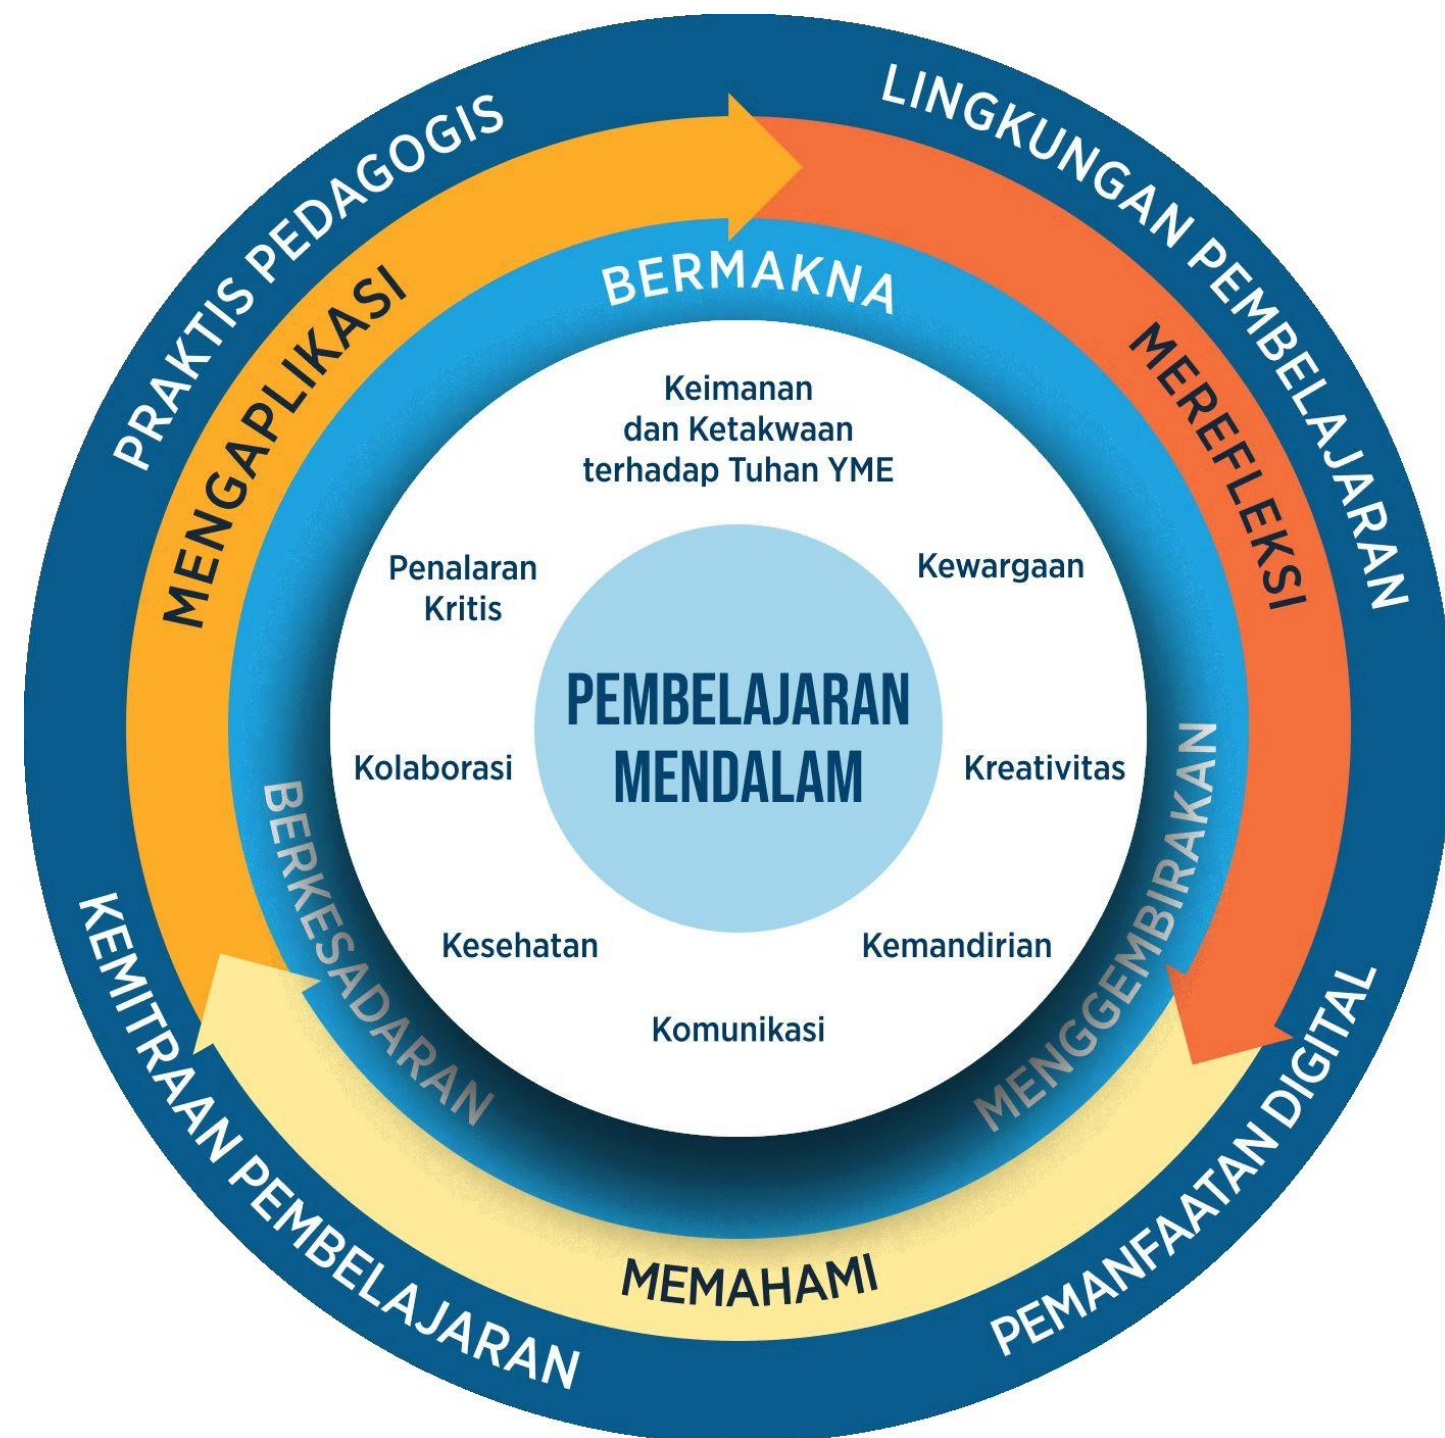 PRAKTIS PEDAGOGIS
LINGKUNGAN PEMBELAJARAN
MENGAPLIKASI
MEREFLEKSI
BERMAKNA
Keimanan
dan Ketakwaan
terhadap Tuhan YME
Penalaran
Kritis
Kewargaan
PEMBELAJARAN
MENDALAM
Kolaborasi
Kreativitas
BERKESADARAN
MENGGEMBIRAKAN
Kesehatan
Kemandirian
Komunikasi
KEMITRAAN PEMBELAJARAN
PEMANFAATAN DIGITAL
MEMAHAMI